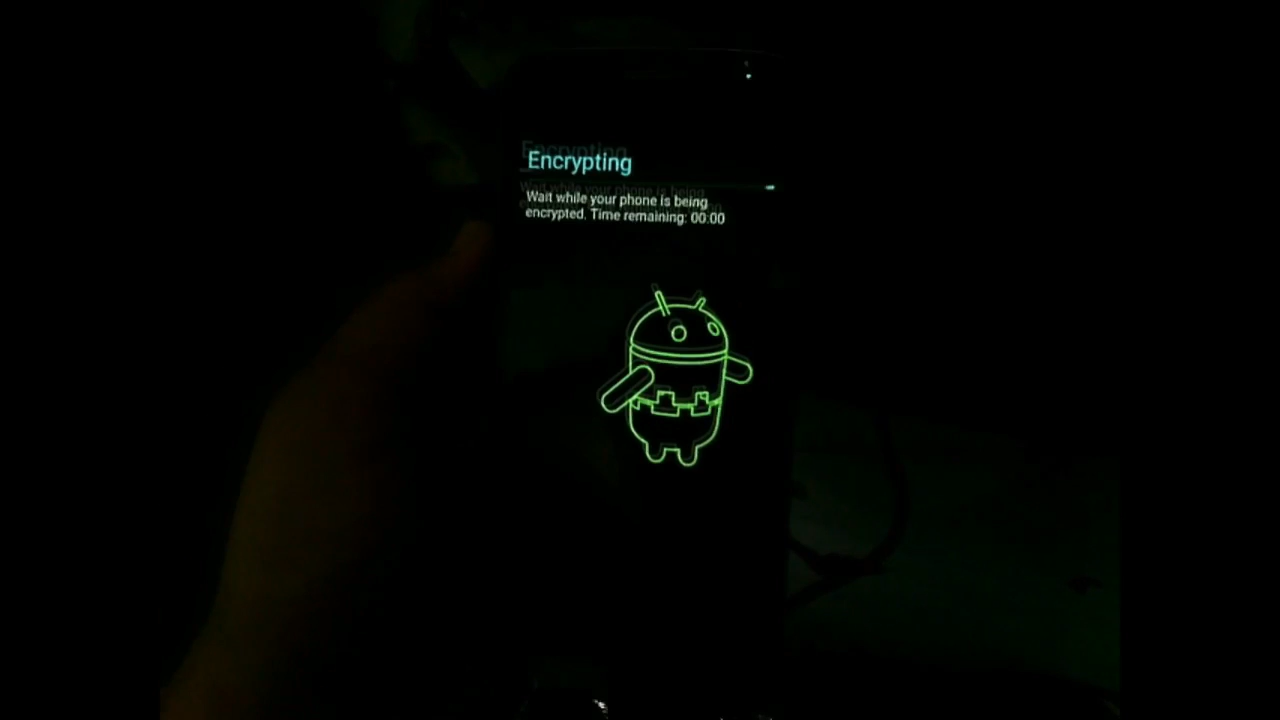 Encrypting
Wait while your phone is being
encrypted. Time remaining: 00:00